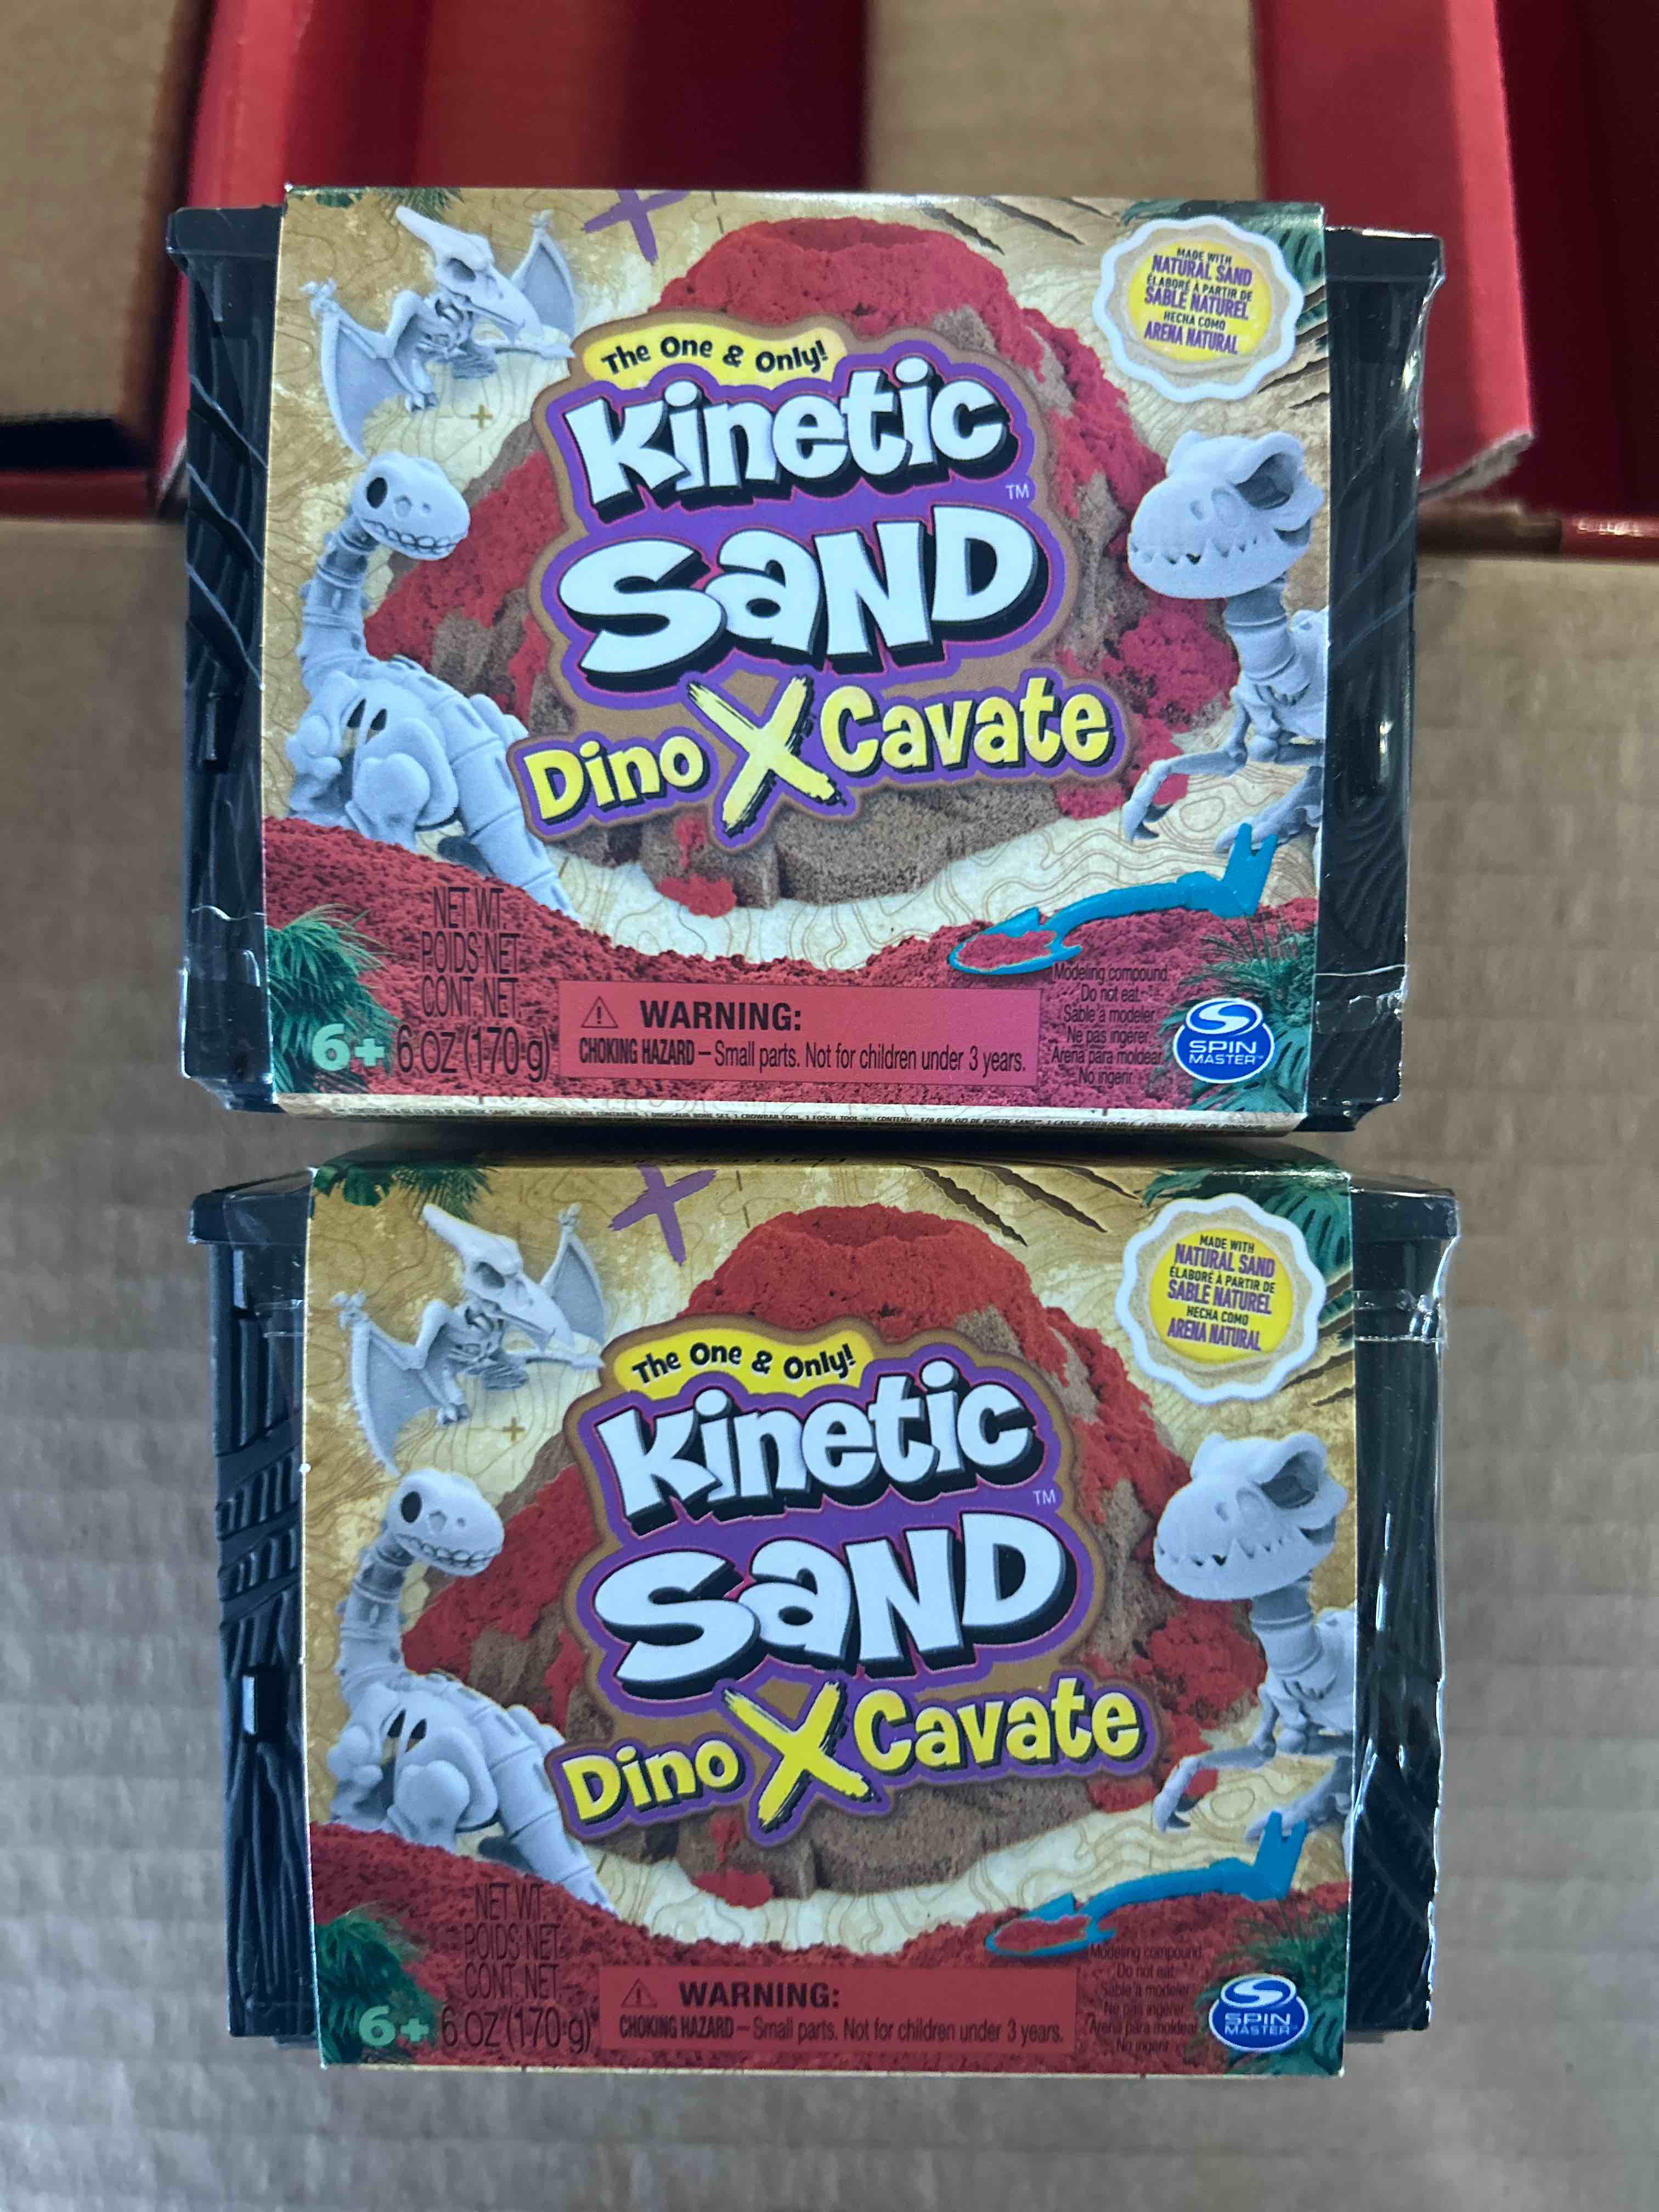 MADE WITH
NATURAL SAND
ÉLABORÉ À PARTIR DE
SABLE NATUREL
HECHA COMO
ARENA NATURAL
The One & Only!
Kinetic
SAND
TM
Dino X Cavate
NET WT.
POIDS NET
CONT. NET.
6+ 6 OZ (170 g)
WARNING:
CHOKING HAZARD – Small parts. Not for children under 3 years.
Modeling compound.
Do not eat.
Sable à modeler.
Ne pas ingérer.
Arena para moldear.
No ingerir.
SPIN
MASTER™
MADE WITH
NATURAL SAND
ÉLABORÉ À PARTIR DE
SABLE NATUREL
HECHA COMO
ARENA NATURAL
The One & Only!
Kinetic
SAND
TM
Dino X Cavate
NET WT.
POIDS NET
CONT. NET.
6+ 6 OZ (170 g)
WARNING:
CHOKING HAZARD – Small parts. Not for children under 3 years.
Modeling compound.
Do not eat.
Sable à modeler.
Ne pas ingérer.
Arena para moldear.
No ingerir.
SPIN
MASTER™